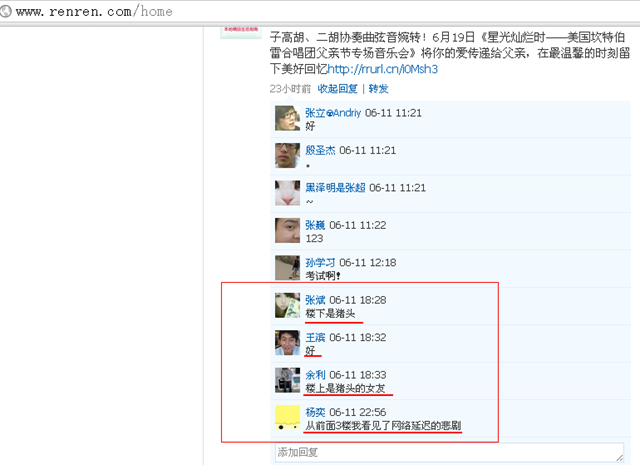 www.renren.com/home
子高胡、二胡协奏曲弦音婉转！6月19日《星光灿烂时——美国坎特伯
雷合唱团父亲节专场音乐会》将你的爱传递给父亲，在最温馨的时刻留
下美好回忆http://rrurl.cn/i0Msh3
23小时前 收起回复 | 转发
张立☻Andriy 06-11 11:21
好
殷圣杰 06-11 11:21
。
黑泽明是张超 06-11 11:21
~
张巍 06-11 11:22
123
孙学习 06-11 12:18
考试啊！
张斌 06-11 18:28
楼下是猪头
王滨 06-11 18:32
好
余利 06-11 18:33
楼上是猪头的女友
杨奕 06-11 22:56
从前面3楼我看见了网络延迟的悲剧
添加回复